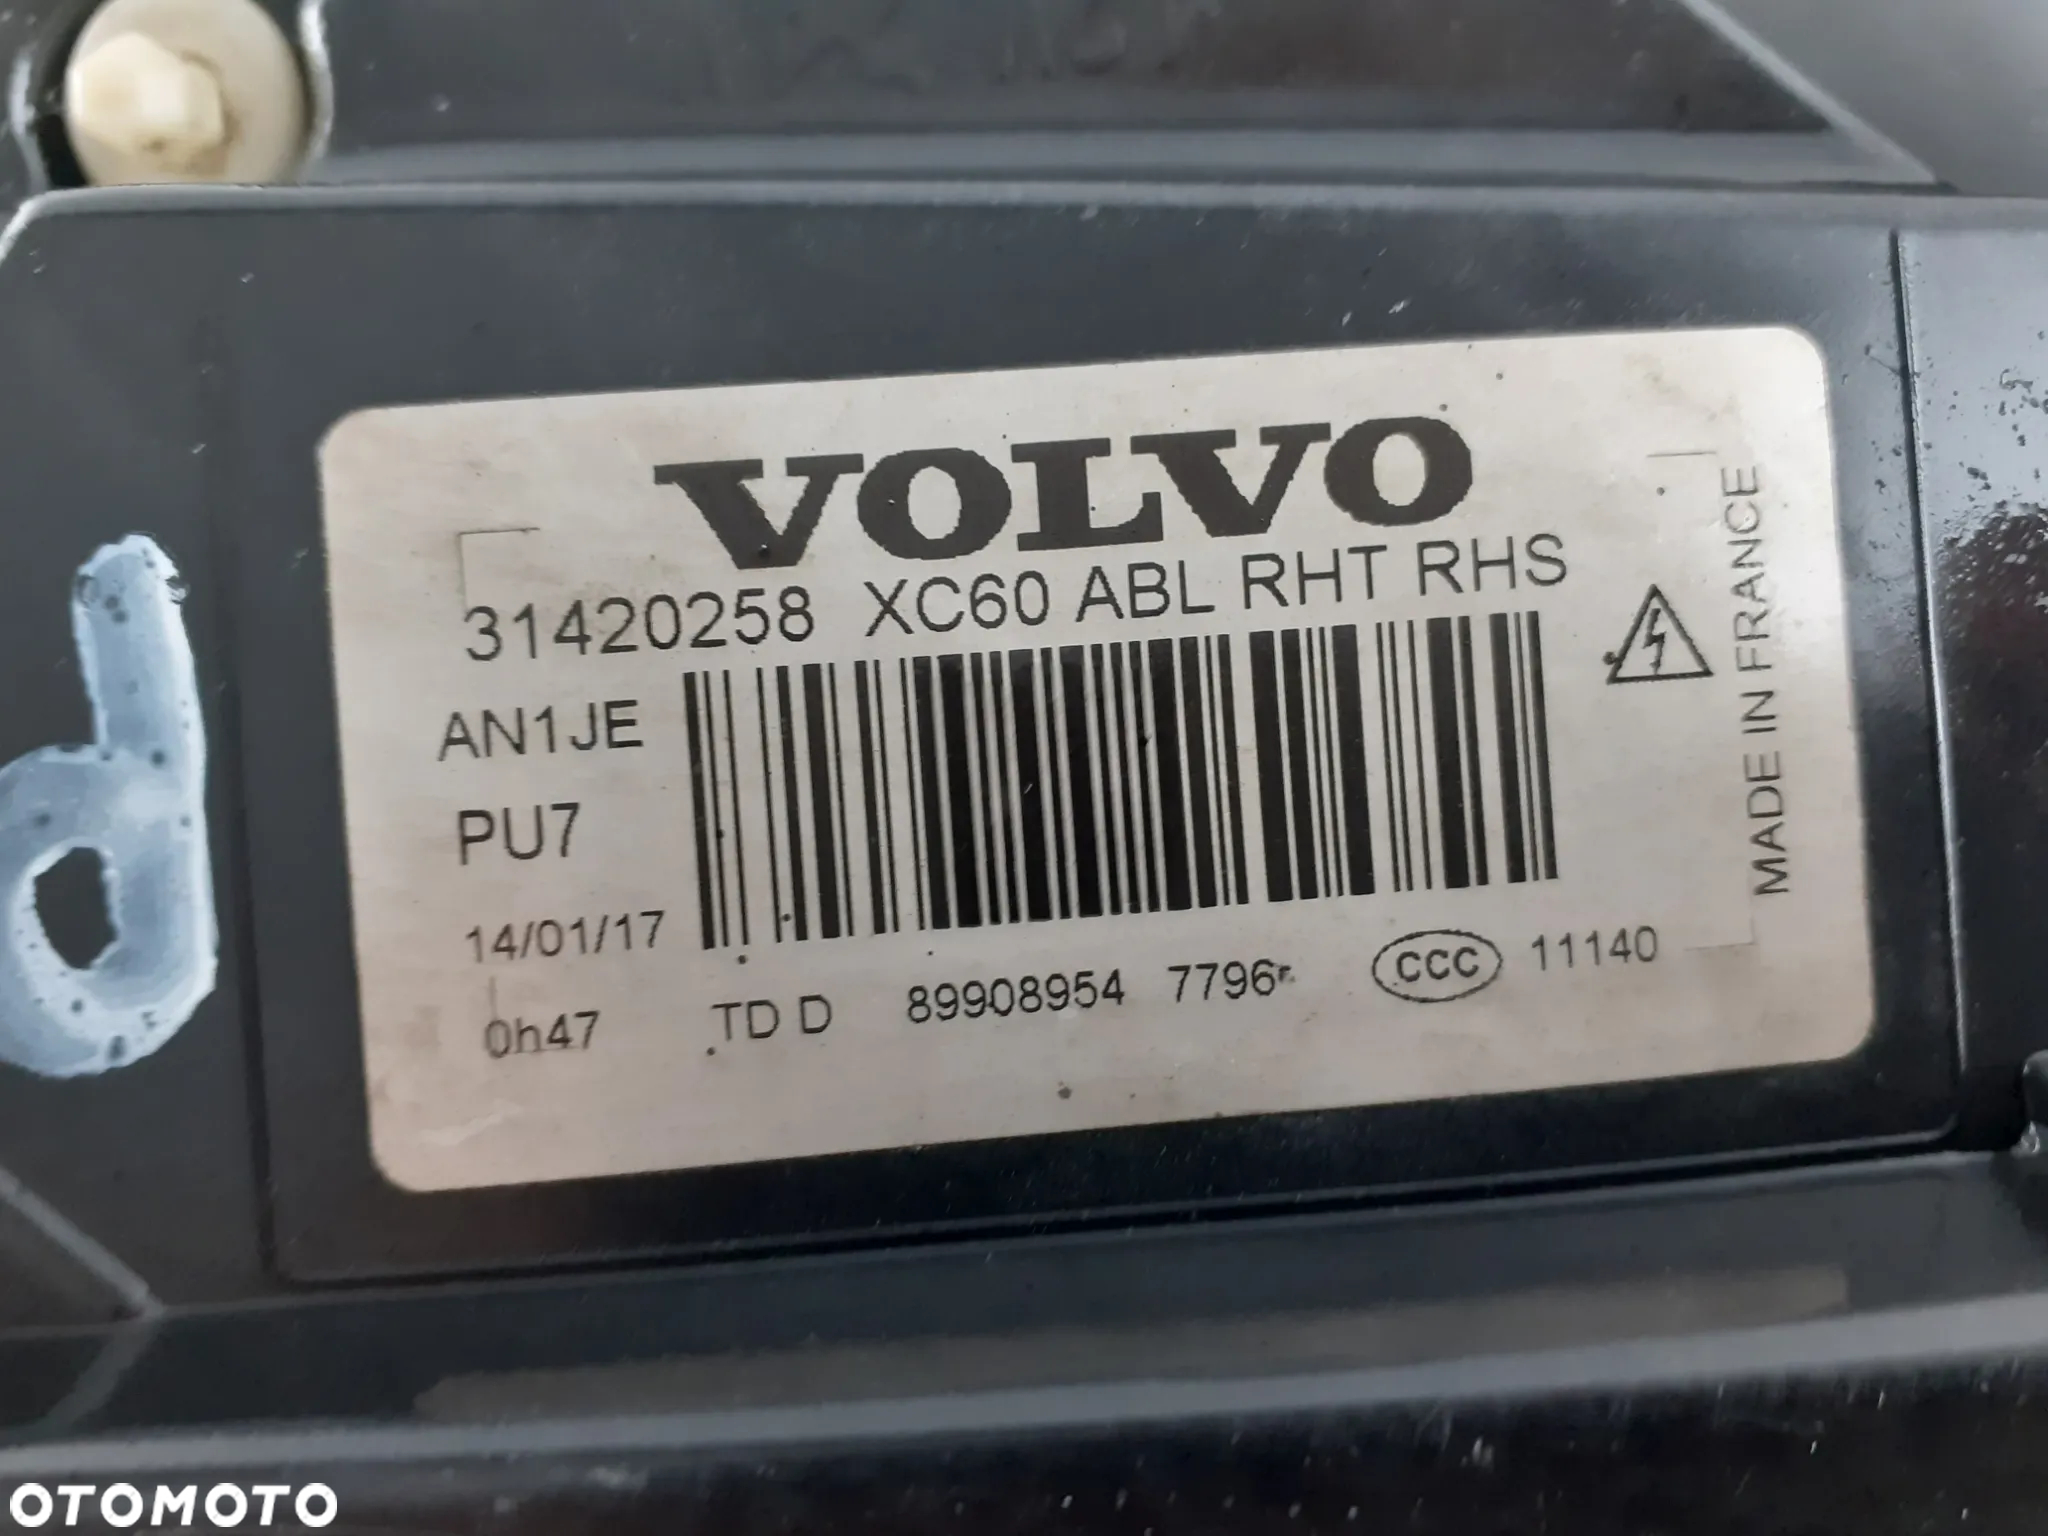 VOLVO
31420258 XC60 ABL RHT RHS
AN1JE
PU7
14/01/17
0h47 TD D 89908954 7796r CCC 11140
MADE IN FRANCE
d
OTOMOTO